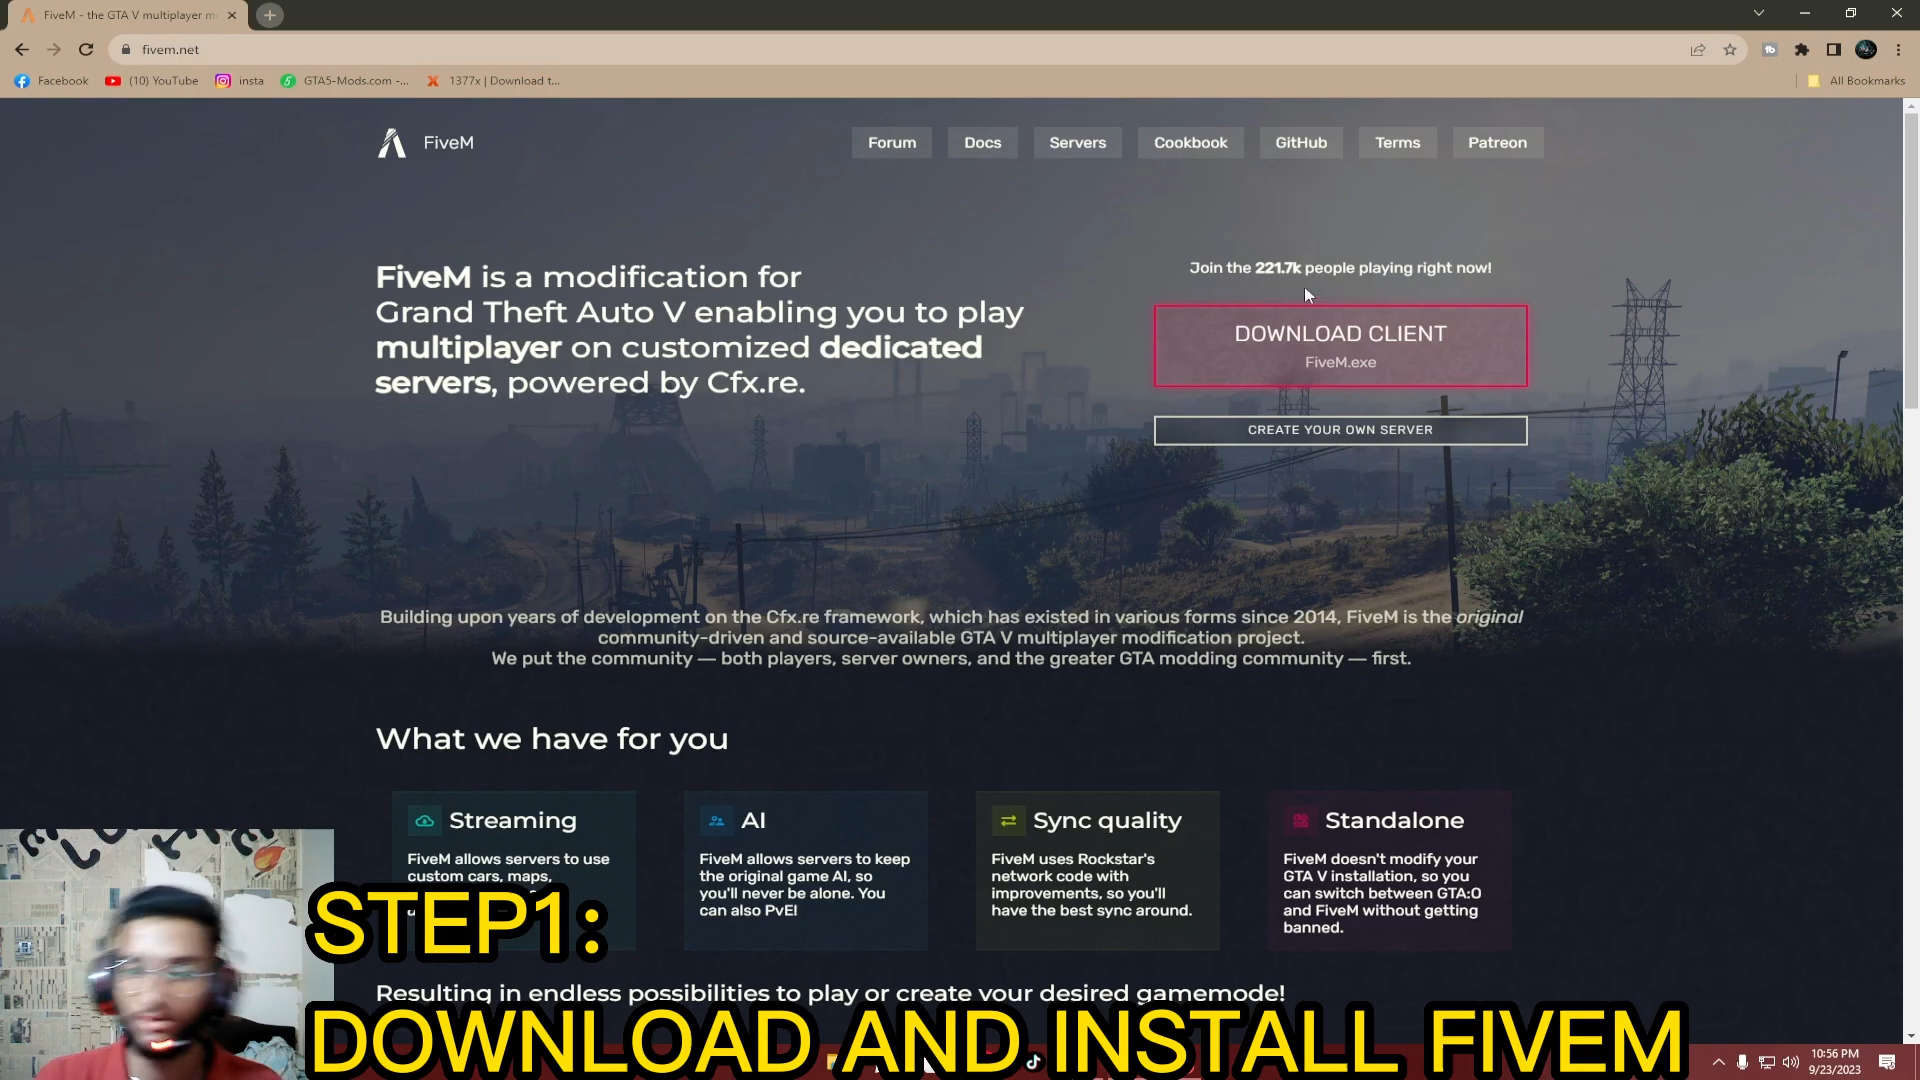 FiveM - the GTA V multiplayer m
fivem.net
Facebook
(10) YouTube
insta
GTA5-Mods.com -...
1377x | Download t...
All Bookmarks
FiveM
Forum
Docs
Servers
Cookbook
GitHub
Terms
Patreon
FiveM is a modification for
Grand Theft Auto V enabling you to play
multiplayer on customized dedicated
servers, powered by Cfx.re.
Join the 221.7k people playing right now!
DOWNLOAD CLIENT
FiveM.exe
CREATE YOUR OWN SERVER
Building upon years of development on the Cfx.re framework, which has existed in various forms since 2014, FiveM is the original
community-driven and source-available GTA V multiplayer modification project.
We put the community — both players, server owners, and the greater GTA modding community — first.
What we have for you
Streaming
FiveM allows servers to use
custom cars, maps,
AI
FiveM allows servers to keep
the original game AI, so
you'll never be alone. You
can also PvE!
Sync quality
FiveM uses Rockstar's
network code with
improvements, so you'll
have the best sync around.
Standalone
FiveM doesn't modify your
GTA V installation, so you
can switch between GTA:O
and FiveM without getting
banned.
STEP1:
Resulting in endless possibilities to play or create your desired gamemode!
DOWNLOAD AND INSTALL FIVEM
10:56 PM
9/23/2023